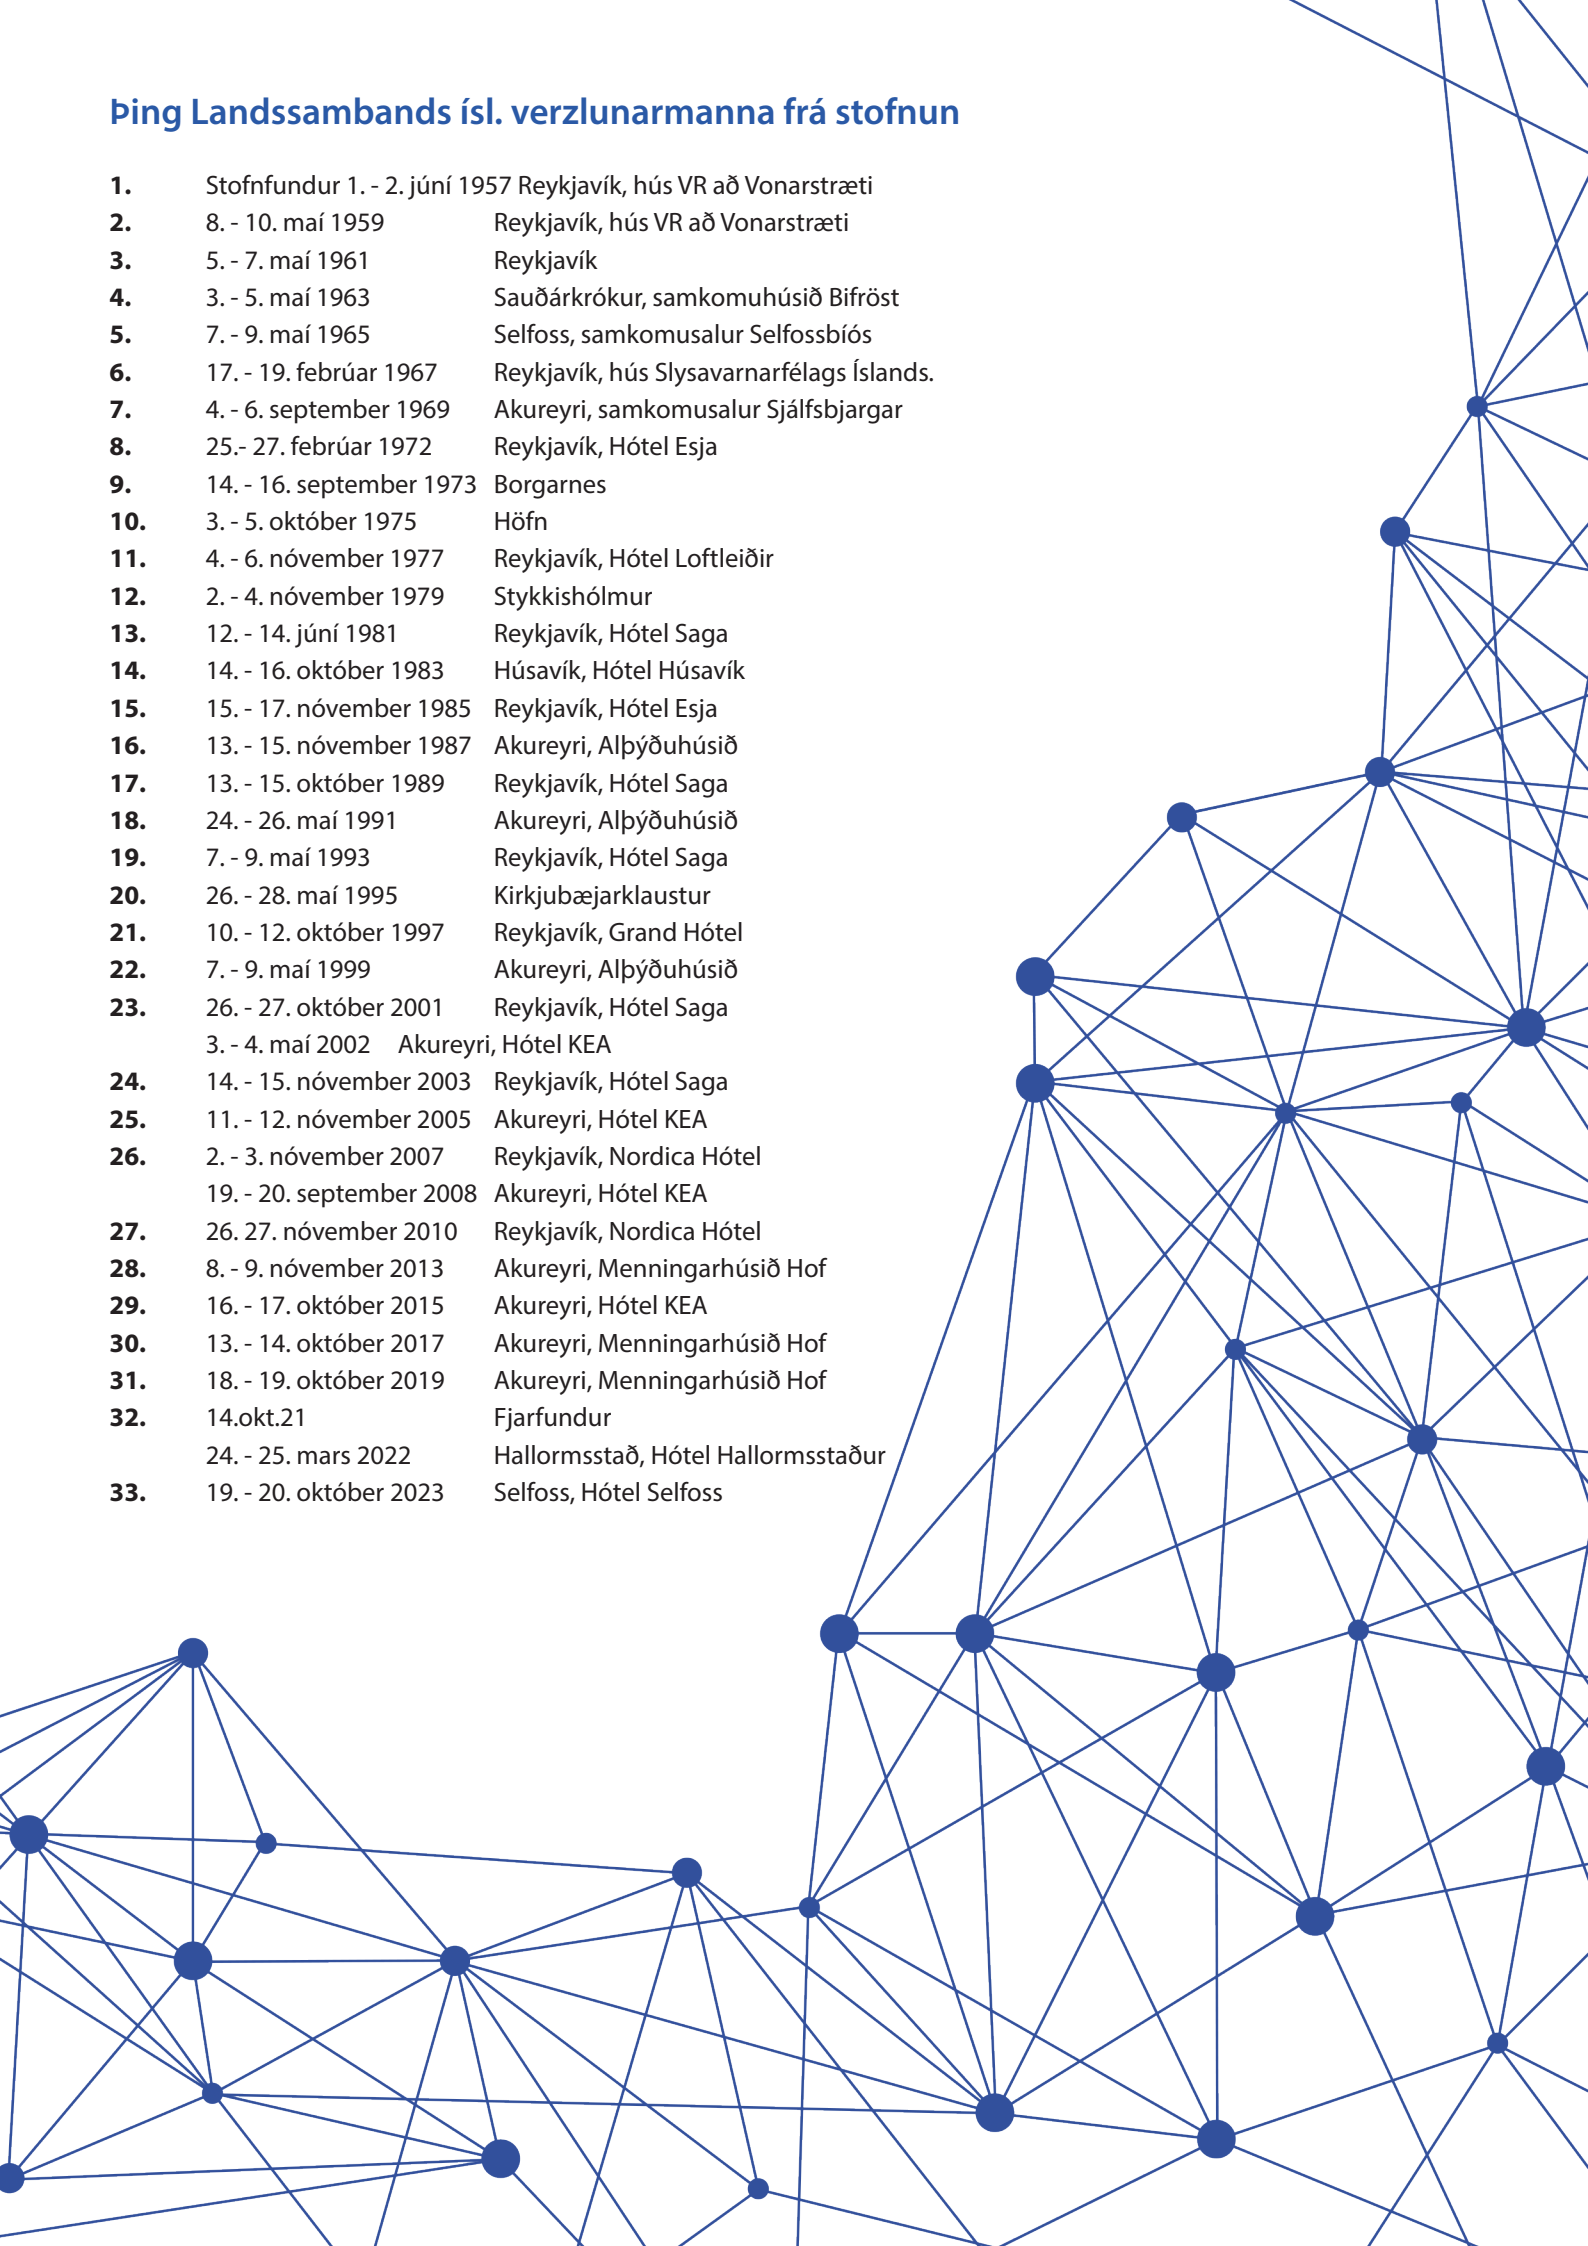 Þing Landssambands ísl. verzlunarmanna frá stofnun
1. Stofnfundur 1. - 2. júní 1957 Reykjavík, hús VR að Vonarstræti
2. 8. - 10. maí 1959 Reykjavík, hús VR að Vonarstræti
3. 5. - 7. maí 1961 Reykjavík
4. 3. - 5. maí 1963 Sauðárkrókur, samkomuhúsið Bifröst
5. 7. - 9. maí 1965 Selfoss, samkomusalur Selfossbíós
6. 17. - 19. febrúar 1967 Reykjavík, hús Slysavarnarfélags Íslands.
7. 4. - 6. september 1969 Akureyri, samkomusalur Sjálfsbjargar
8. 25.- 27. febrúar 1972 Reykjavík, Hótel Esja
9. 14. - 16. september 1973 Borgarnes
10. 3. - 5. október 1975 Höfn
11. 4. - 6. nóvember 1977 Reykjavík, Hótel Loftleiðir
12. 2. - 4. nóvember 1979 Stykkishólmur
13. 12. - 14. júní 1981 Reykjavík, Hótel Saga
14. 14. - 16. október 1983 Húsavík, Hótel Húsavík
15. 15. - 17. nóvember 1985 Reykjavík, Hótel Esja
16. 13. - 15. nóvember 1987 Akureyri, Alþýðuhúsið
17. 13. - 15. október 1989 Reykjavík, Hótel Saga
18. 24. - 26. maí 1991 Akureyri, Alþýðuhúsið
19. 7. - 9. maí 1993 Reykjavík, Hótel Saga
20. 26. - 28. maí 1995 Kirkjubæjarklaustur
21. 10. - 12. október 1997 Reykjavík, Grand Hótel
22. 7. - 9. maí 1999 Akureyri, Alþýðuhúsið
23. 26. - 27. október 2001 Reykjavík, Hótel Saga
3. - 4. maí 2002 Akureyri, Hótel KEA
24. 14. - 15. nóvember 2003 Reykjavík, Hótel Saga
25. 11. - 12. nóvember 2005 Akureyri, Hótel KEA
26. 2. - 3. nóvember 2007 Reykjavík, Nordica Hótel
19. - 20. september 2008 Akureyri, Hótel KEA
27. 26. 27. nóvember 2010 Reykjavík, Nordica Hótel
28. 8. - 9. nóvember 2013 Akureyri, Menningarhúsið Hof
29. 16. - 17. október 2015 Akureyri, Hótel KEA
30. 13. - 14. október 2017 Akureyri, Menningarhúsið Hof
31. 18. - 19. október 2019 Akureyri, Menningarhúsið Hof
32. 14.okt.21 Fjarfundur
24. - 25. mars 2022 Hallormsstað, Hótel Hallormsstaður
33. 19. - 20. október 2023 Selfoss, Hótel Selfoss